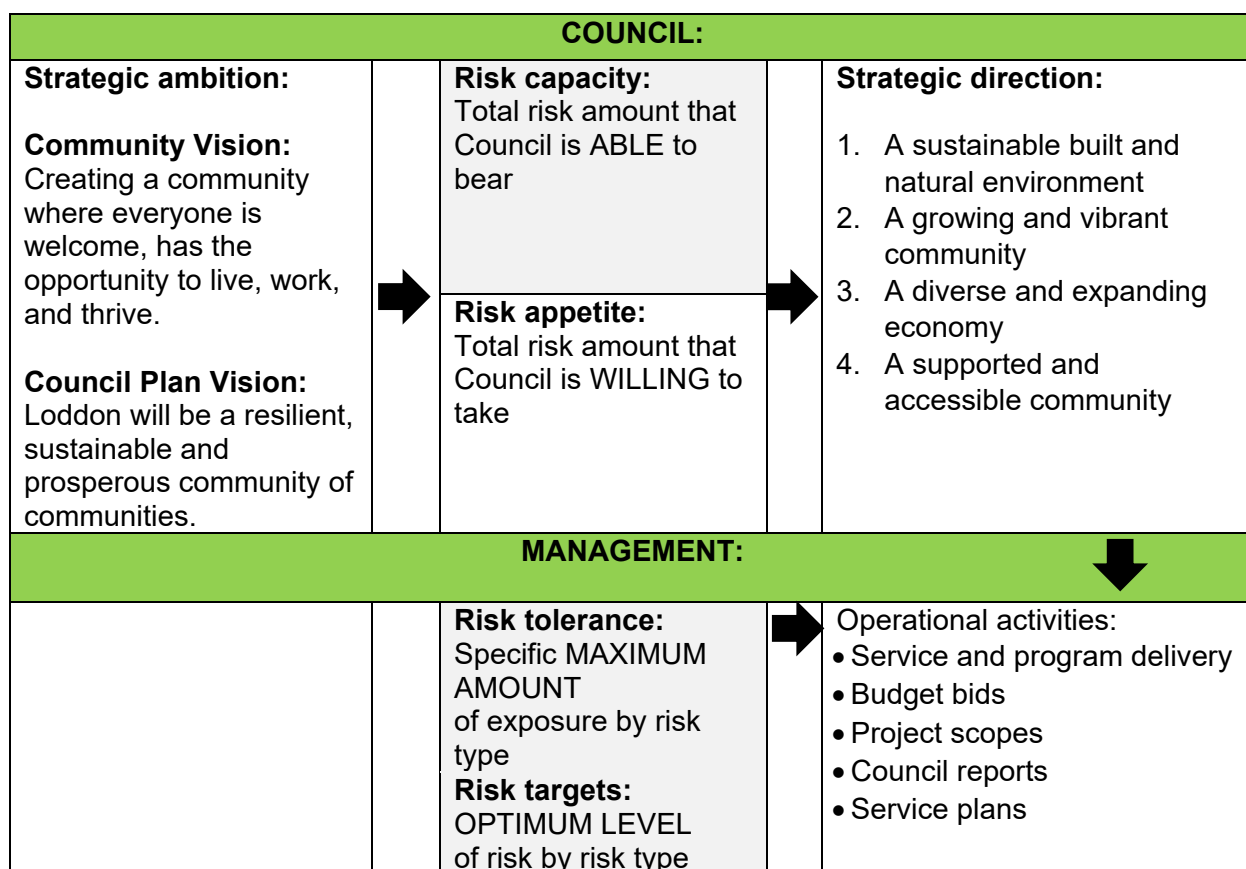 COUNCIL:
Strategic ambition:
Community Vision:
Creating a community
where everyone is
welcome, has the
opportunity to live, work,
and thrive.
Council Plan Vision:
Loddon will be a resilient,
sustainable and
prosperous community of
communities.
Risk capacity:
Total risk amount that
Council is ABLE to
bear
Risk appetite:
Total risk amount that
Council is WILLING to
take
Strategic direction:
1. A sustainable built and
natural environment
2. A growing and vibrant
community
3. A diverse and expanding
economy
4. A supported and
accessible community
MANAGEMENT:
Risk tolerance:
Specific MAXIMUM
AMOUNT
of exposure by risk
type
Risk targets:
OPTIMUM LEVEL
of risk by risk type
Operational activities:
• Service and program delivery
• Budget bids
• Project scopes
• Council reports
• Service plans